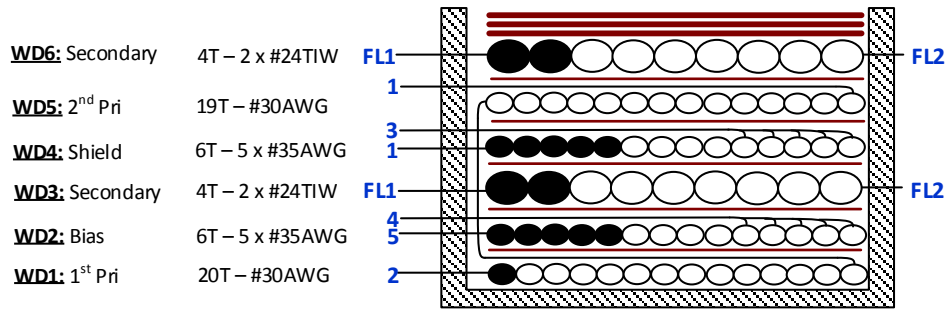 WD6: Secondary 4T – 2 x #24TIW FL1 FL2
1
WD5: 2nd Pri 19T – #30AWG
3
WD4: Shield 6T – 5 x #35AWG 1
WD3: Secondary 4T – 2 x #24TIW FL1 FL2
4
WD2: Bias 6T – 5 x #35AWG 5
WD1: 1st Pri 20T – #30AWG 2